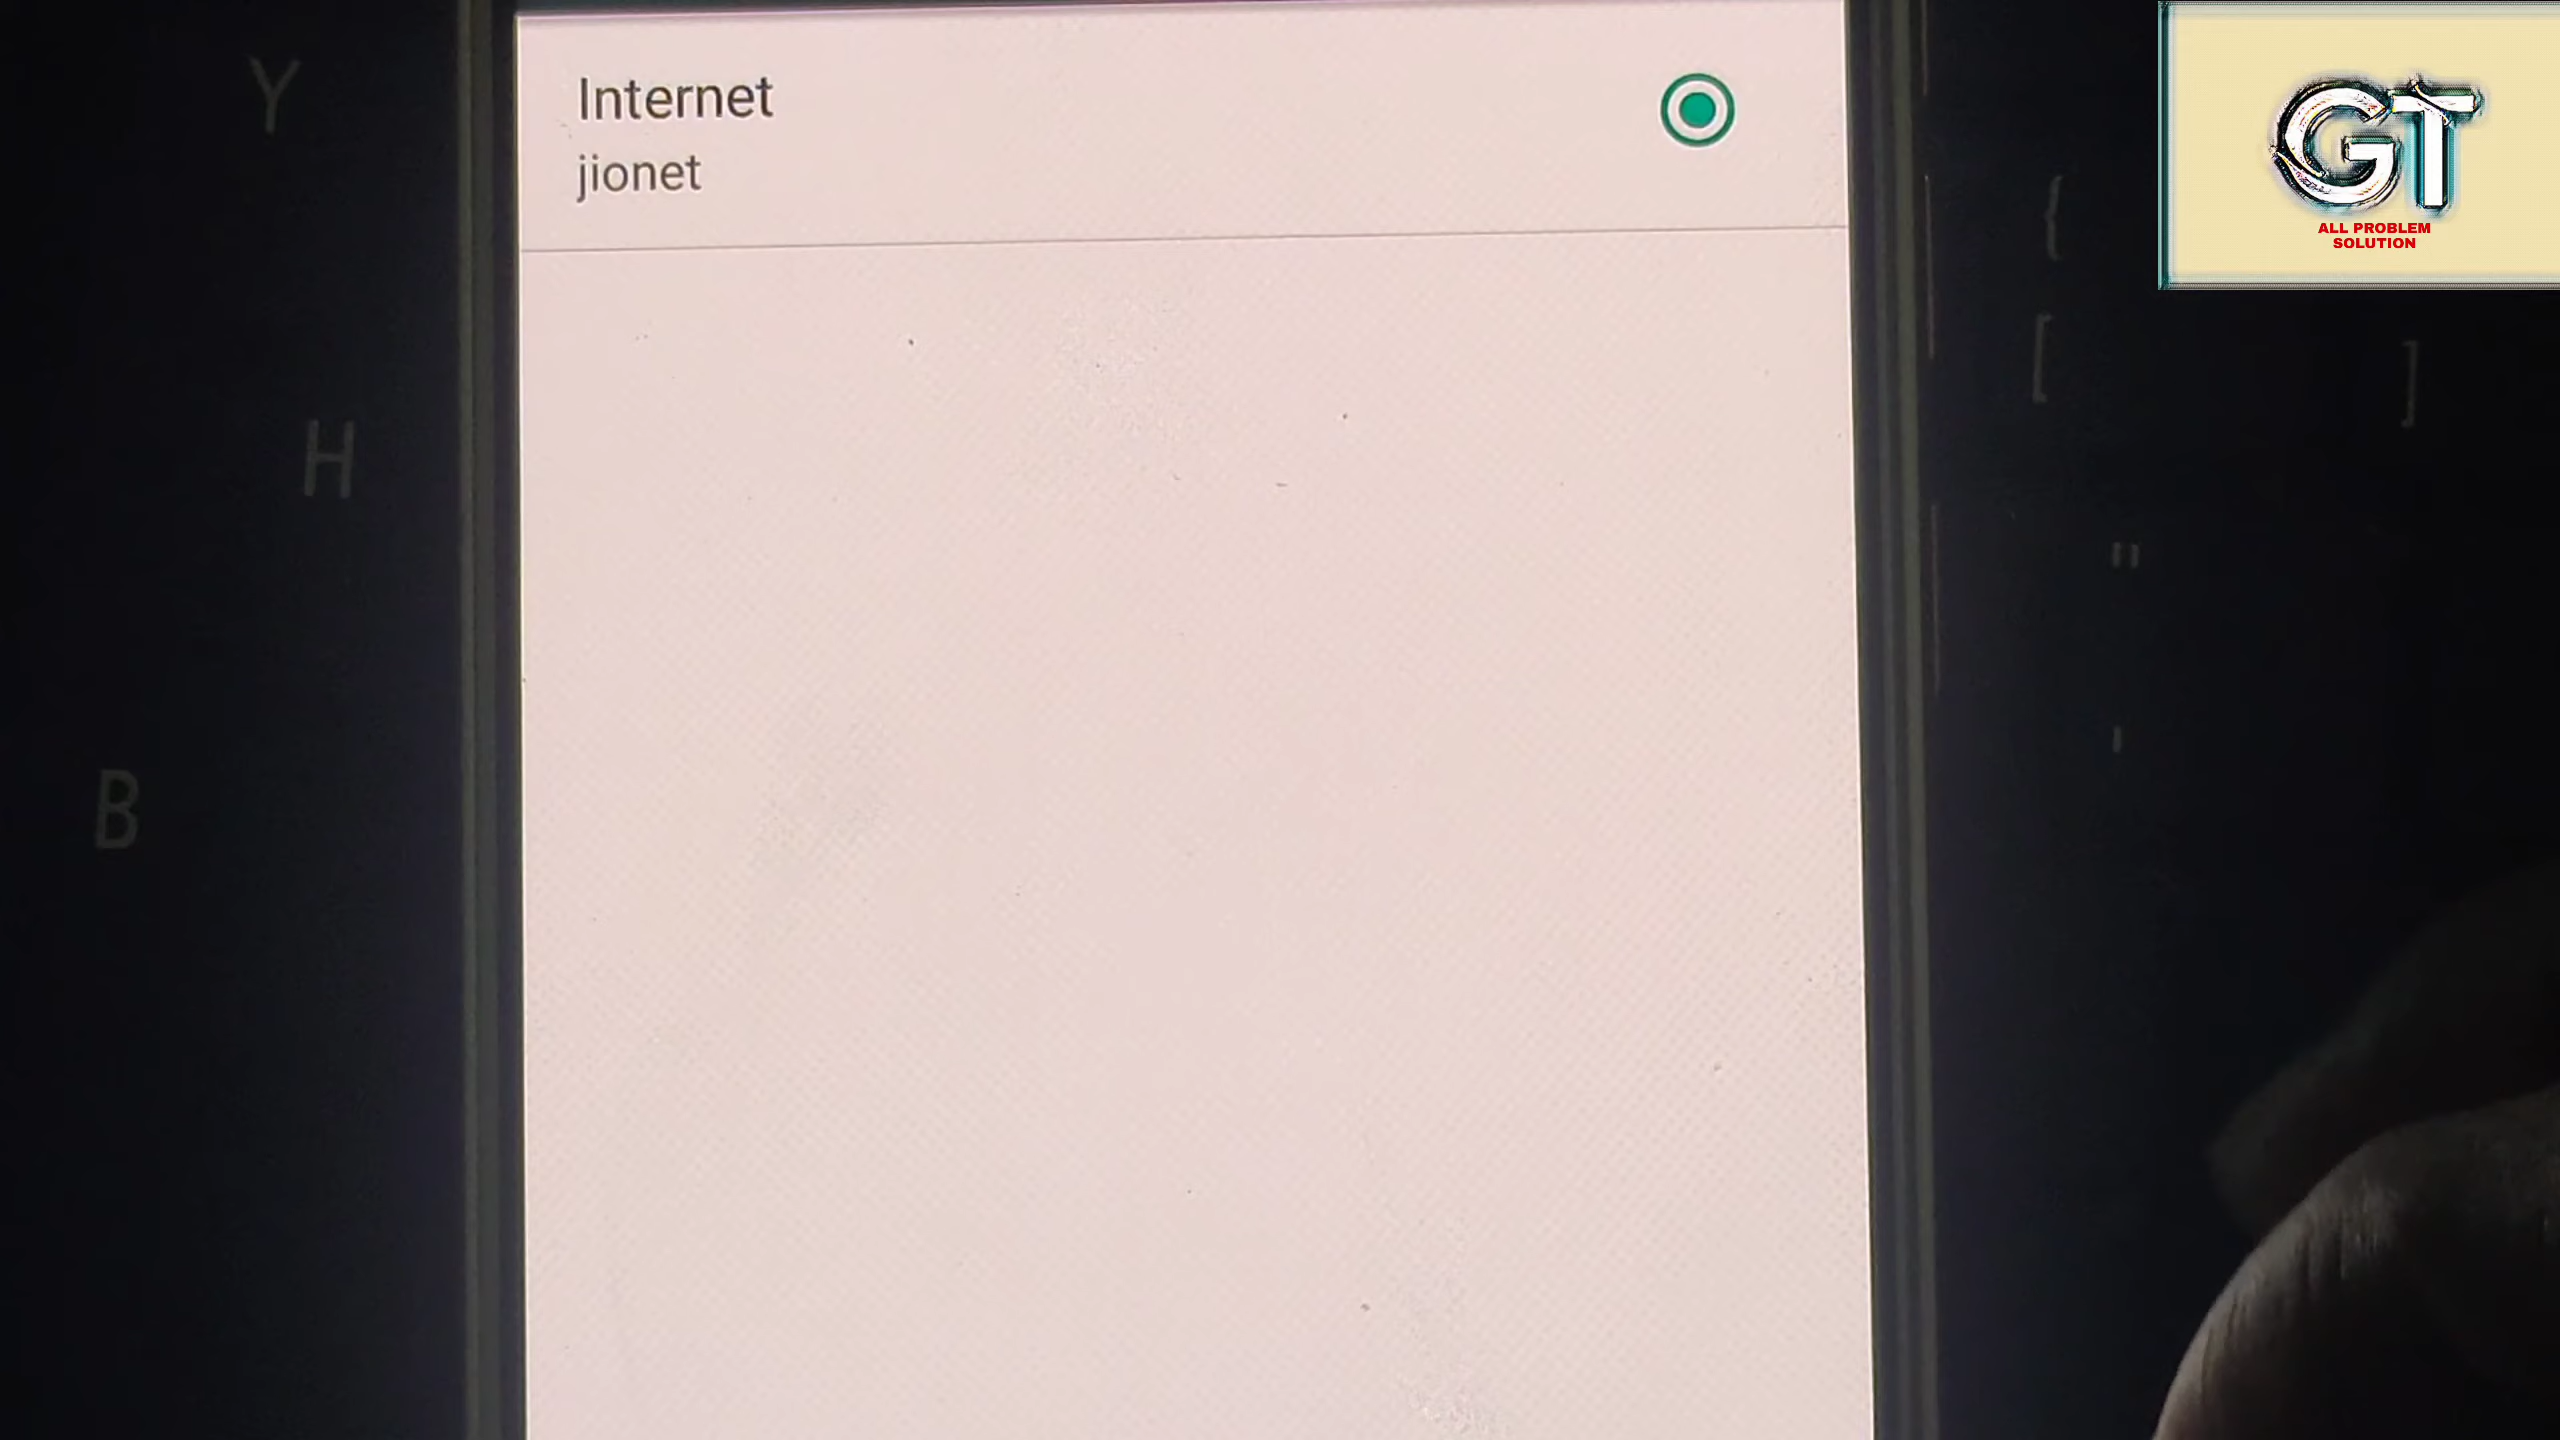 Internet
jionet
GT
ALL PROBLEM
SOLUTION
Y
H
B
{
[
]
"
'